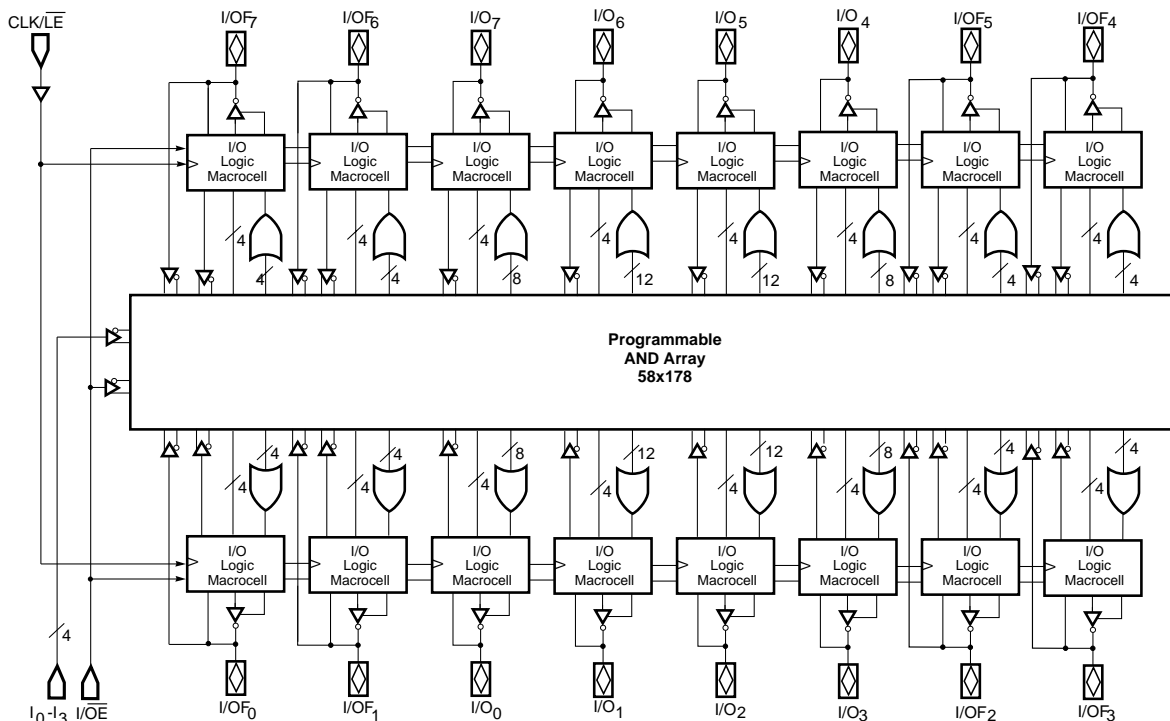 CLK/L̅E̅
I/OF7 I/OF6 I/O7 I/O6 I/O5 I/O4 I/OF5 I/OF4
I/O Logic Macrocell I/O Logic Macrocell I/O Logic Macrocell I/O Logic Macrocell I/O Logic Macrocell I/O Logic Macrocell I/O Logic Macrocell I/O Logic Macrocell
4 4 4 4 4 4 4 4
4 4 8 12 12 8 4 4
Programmable
AND Array
58x178
4 4 8 12 12 8 4 4
4 4 4 4 4 4 4 4
I/O Logic Macrocell I/O Logic Macrocell I/O Logic Macrocell I/O Logic Macrocell I/O Logic Macrocell I/O Logic Macrocell I/O Logic Macrocell I/O Logic Macrocell
4
I0-I3 I/O̅E̅ I/OF0 I/OF1 I/O0 I/O1 I/O2 I/O3 I/OF2 I/OF3